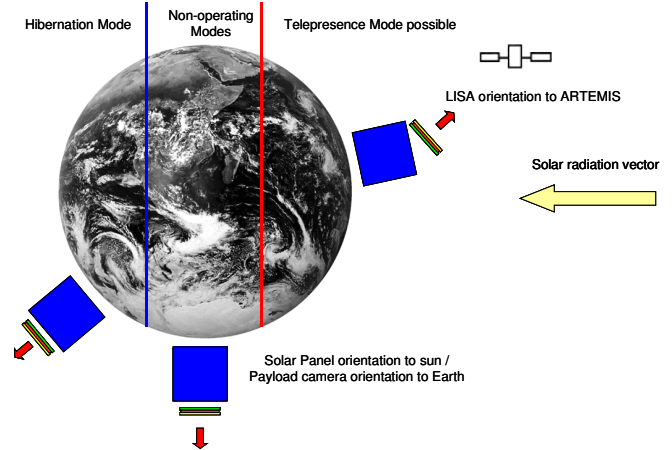 Hibernation Mode
Non-operating
Modes
Telepresence Mode possible
LISA orientation to ARTEMIS
Solar radiation vector
Solar Panel orientation to sun /
Payload camera orientation to Earth